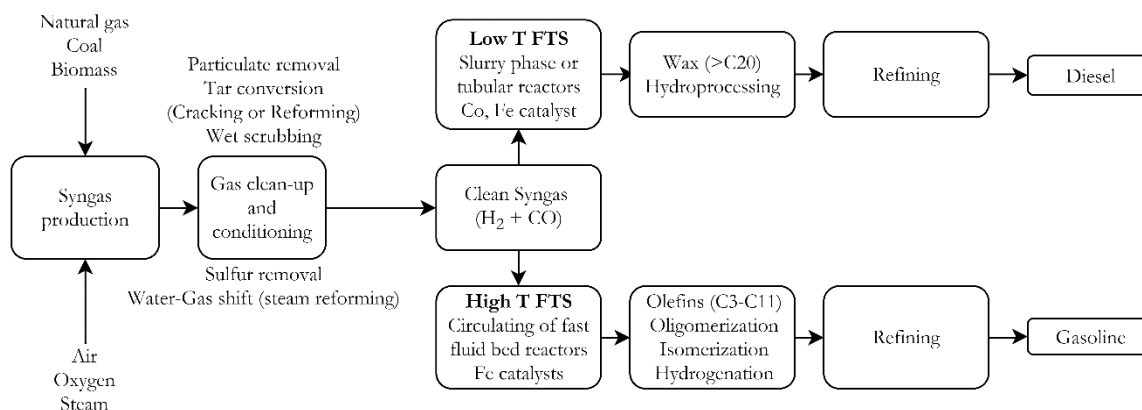 Natural gas
Coal
Biomass
Particulate removal
Tar conversion
(Cracking or Reforming)
Wet scrubbing
Syngas
production
Gas clean-up
and
conditioning
Sulfur removal
Water-Gas shift (steam reforming)
Air
Oxygen
Steam
Clean Syngas
(H₂ + CO)
Low T FTS
Slurry phase or
tubular reactors
Co, Fe catalyst
Wax (>C20)
Hydroprocessing
Refining
Diesel
High T FTS
Circulating of fast
fluid bed reactors
Fe catalysts
Olefins (C3-C11)
Oligomerization
Isomerization
Hydrogenation
Refining
Gasoline